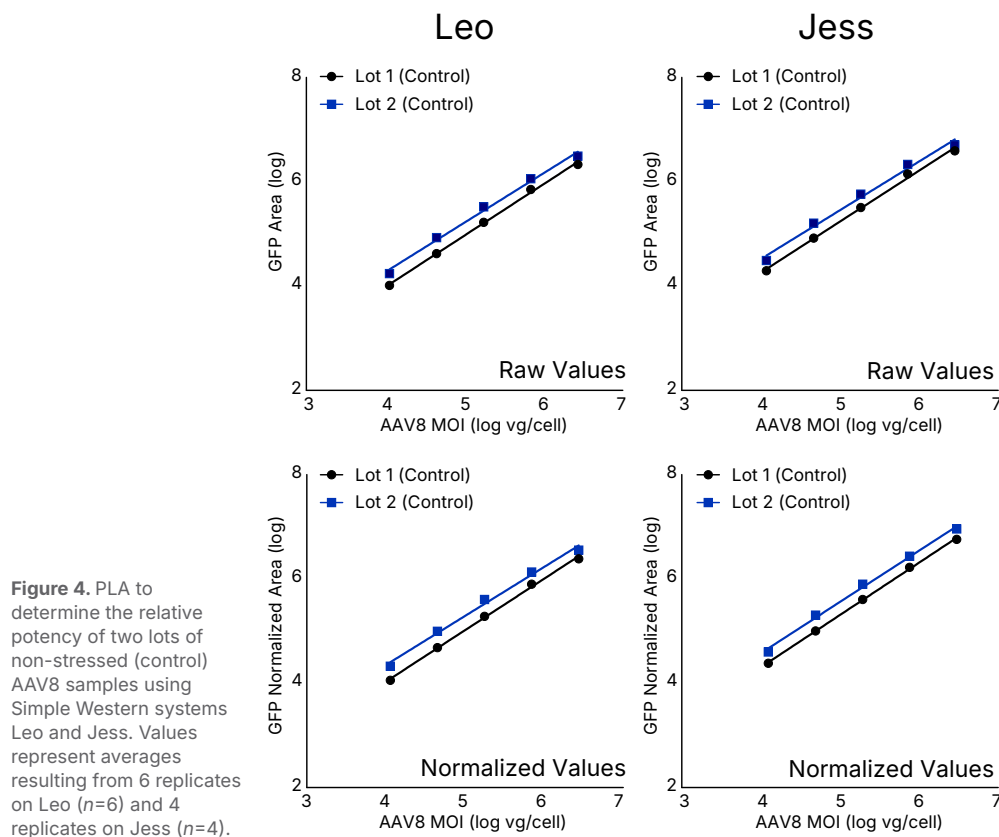 Leo
Jess
8
Lot 1 (Control)
Lot 2 (Control)
6
4
2
GFP Area (log)
Raw Values
3 4 5 6 7
AAV8 MOI (log vg/cell)
8
Lot 1 (Control)
Lot 2 (Control)
6
4
2
GFP Area (log)
Raw Values
3 4 5 6 7
AAV8 MOI (log vg/cell)
8
Lot 1 (Control)
Lot 2 (Control)
6
4
2
GFP Normalized Area (log)
Normalized Values
3 4 5 6 7
AAV8 MOI (log vg/cell)
8
Lot 1 (Control)
Lot 2 (Control)
6
4
2
GFP Normalized Area (log)
Normalized Values
3 4 5 6 7
AAV8 MOI (log vg/cell)
Figure 4. PLA to
determine the relative
potency of two lots of
non-stressed (control)
AAV8 samples using
Simple Western systems
Leo and Jess. Values
represent averages
resulting from 6 replicates
on Leo (n=6) and 4
replicates on Jess (n=4).